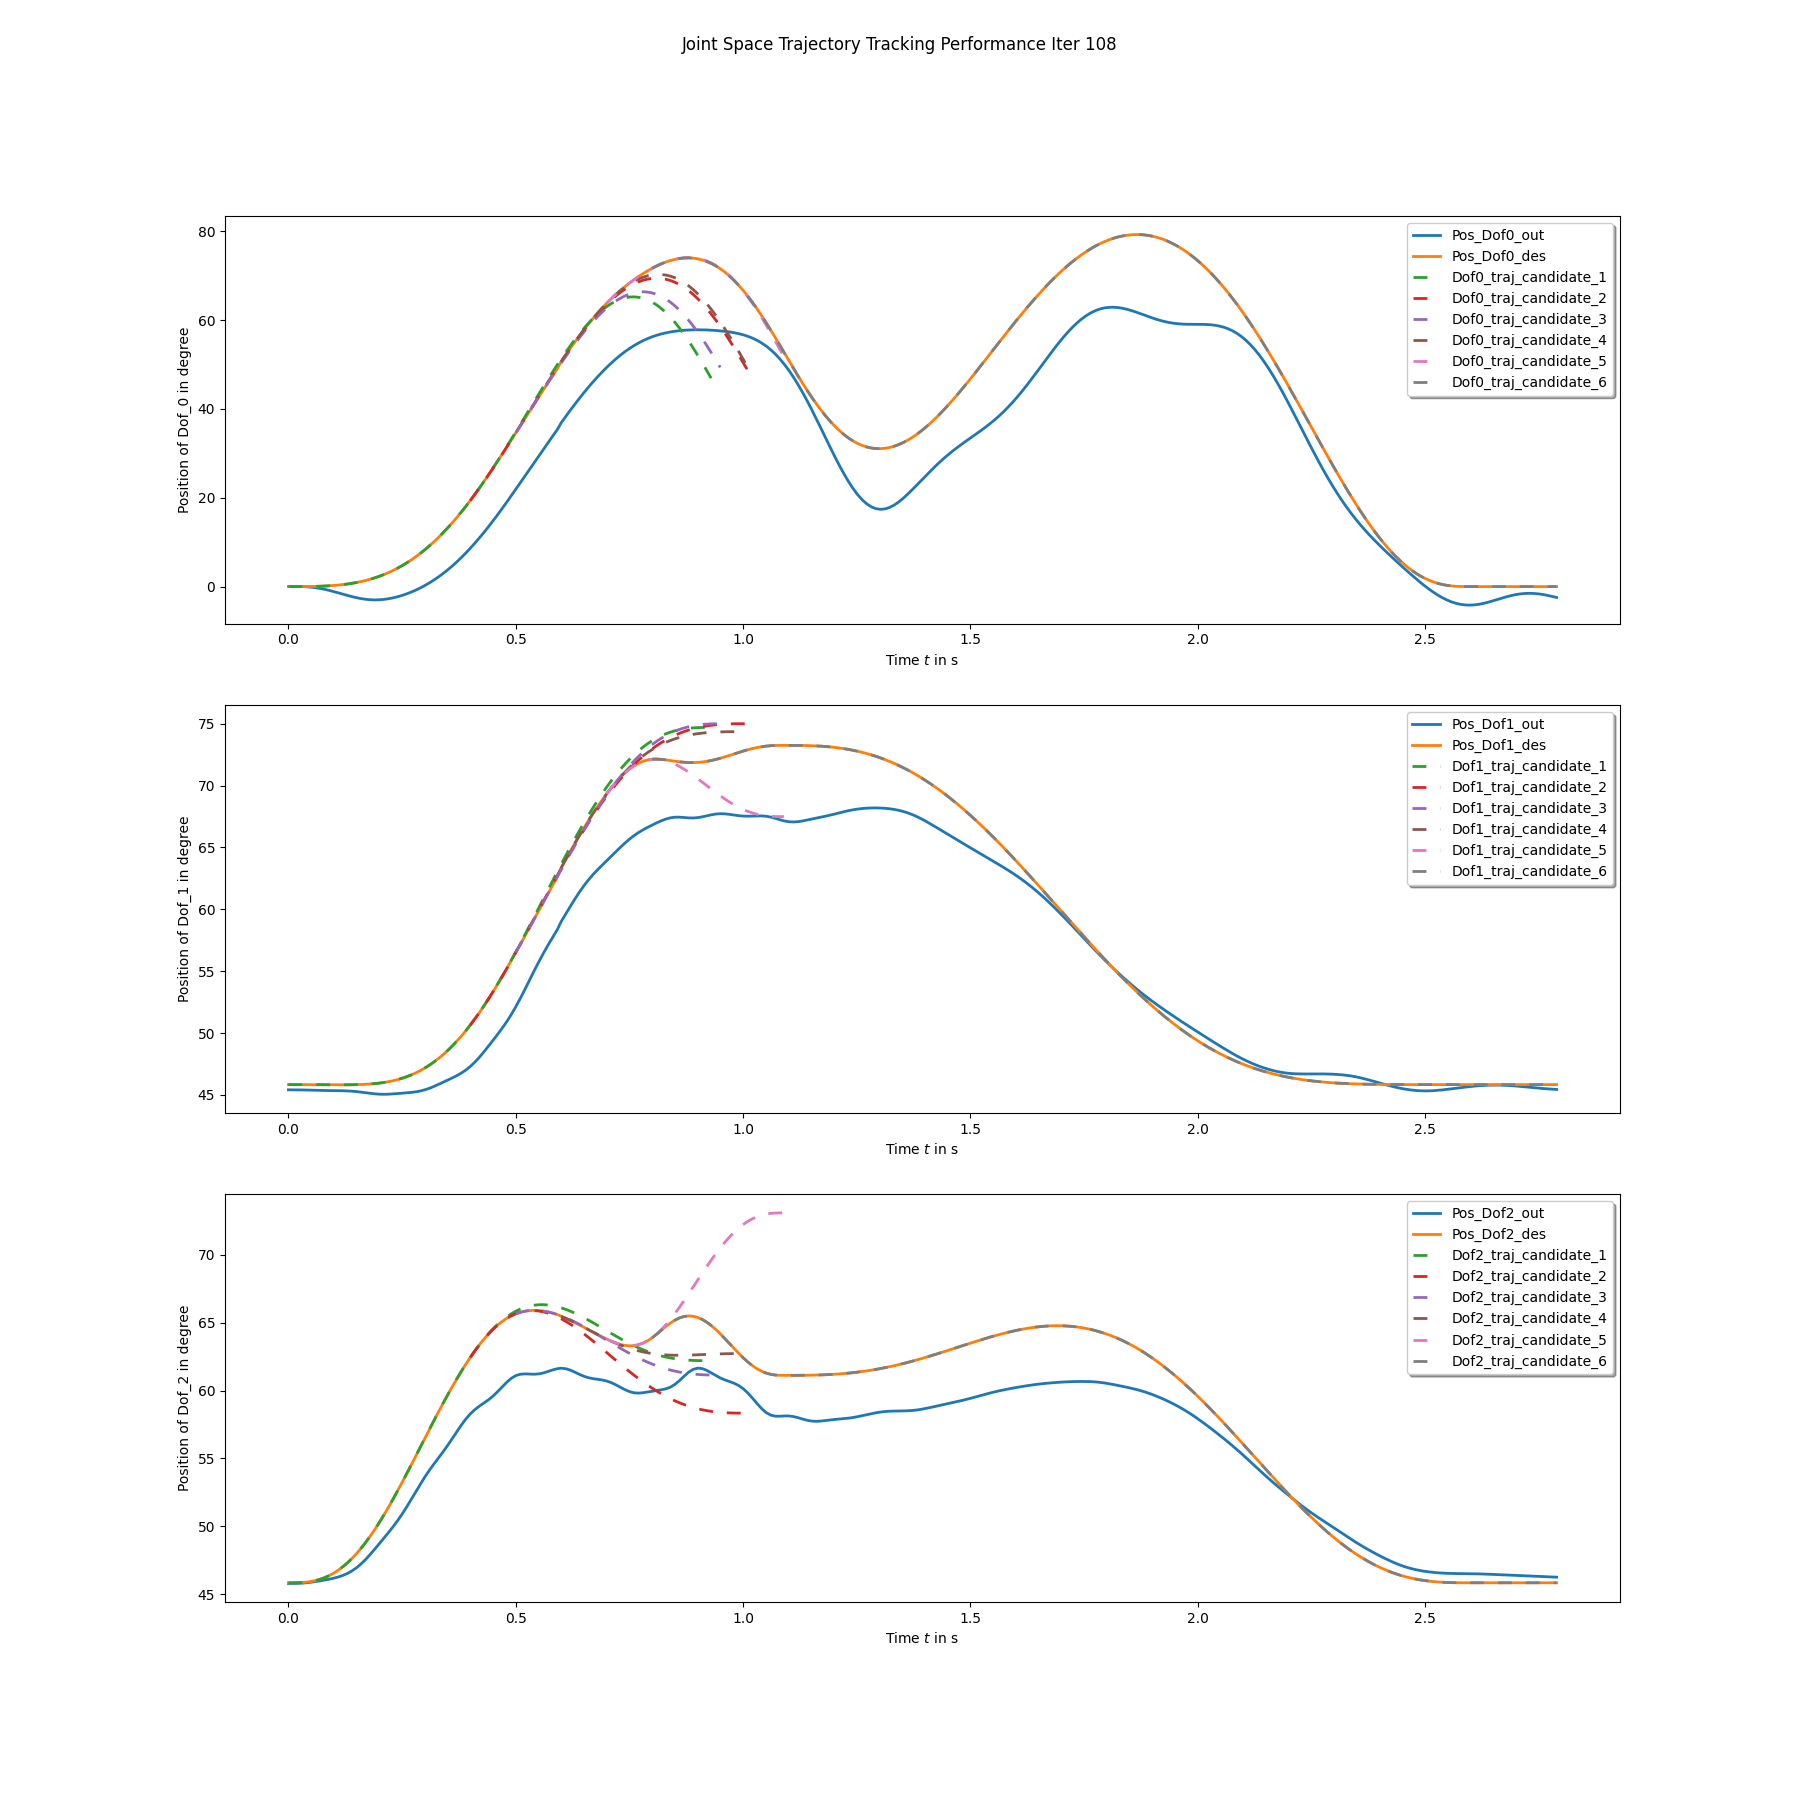 Joint Space Trajectory Tracking Performance Iter 108
Position of Dof_0 in degree
80
60
40
20
0
Pos_Dof0_out
Pos_Dof0_des
Dof0_traj_candidate_1
Dof0_traj_candidate_2
Dof0_traj_candidate_3
Dof0_traj_candidate_4
Dof0_traj_candidate_5
Dof0_traj_candidate_6
0.0 0.5 1.0 1.5 2.0 2.5
Time t in s
Position of Dof_1 in degree
75
70
65
60
55
50
45
Pos_Dof1_out
Pos_Dof1_des
Dof1_traj_candidate_1
Dof1_traj_candidate_2
Dof1_traj_candidate_3
Dof1_traj_candidate_4
Dof1_traj_candidate_5
Dof1_traj_candidate_6
0.0 0.5 1.0 1.5 2.0 2.5
Time t in s
Position of Dof_2 in degree
70
65
60
55
50
45
Pos_Dof2_out
Pos_Dof2_des
Dof2_traj_candidate_1
Dof2_traj_candidate_2
Dof2_traj_candidate_3
Dof2_traj_candidate_4
Dof2_traj_candidate_5
Dof2_traj_candidate_6
0.0 0.5 1.0 1.5 2.0 2.5
Time t in s